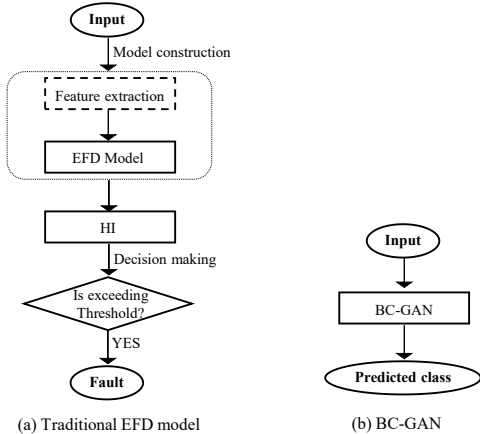 Input
Model construction
Feature extraction
EFD Model
HI
Decision making
Is exceeding
Threshold?
YES
Fault
(a) Traditional EFD model
Input
BC-GAN
Predicted class
(b) BC-GAN